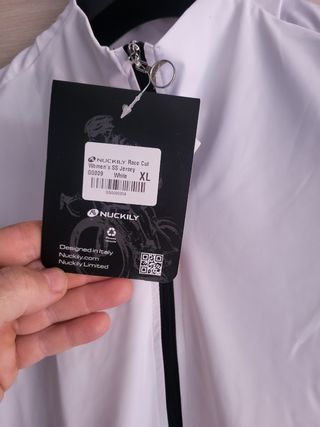 NUCKILY Race Cut
Women's SS Jersey
GS009 White XL
NUCKILY
Designed in Italy
Nuckily.com
Nuckily Limited